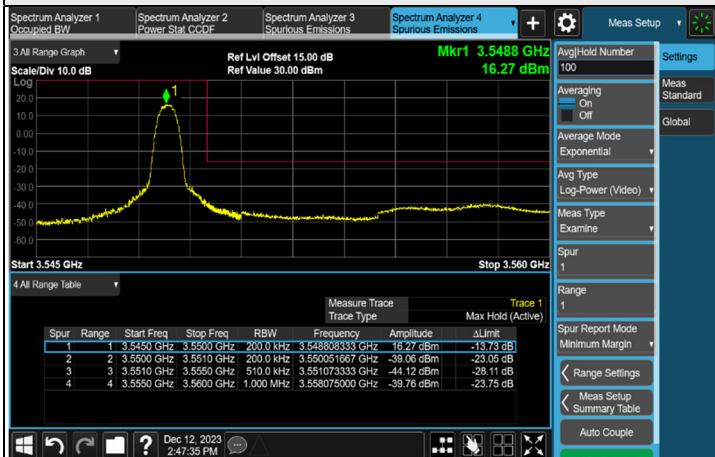 Spectrum Analyzer 1
Occupied BW
Spectrum Analyzer 2
Power Stat CCDF
Spectrum Analyzer 3
Spurious Emissions
Spectrum Analyzer 4
Spurious Emissions
Meas Setup
3 All Range Graph
Scale/Div 10.0 dB
Ref Lvl Offset 15.00 dB
Ref Value 30.00 dBm
Mkr1 3.5488 GHz
16.27 dBm
Log
20.0
10.0
0.00
-10.0
-20.0
-30.0
-40.0
-50.0
-60.0
1
Start 3.545 GHz
Stop 3.560 GHz
4 All Range Table
Measure Trace Trace 1
Trace Type Max Hold (Active)
Spur Range Start Freq Stop Freq RBW Frequency Amplitude ΔLimit
1 1 3.5450 GHz 3.5500 GHz 200.0 kHz 3.548808333 GHz 16.27 dBm -13.73 dB
2 2 3.5500 GHz 3.5510 GHz 200.0 kHz 3.550051667 GHz -39.06 dBm -23.05 dB
3 3 3.5510 GHz 3.5550 GHz 510.0 kHz 3.551073333 GHz -44.12 dBm -28.11 dB
4 4 3.5550 GHz 3.5600 GHz 1.000 MHz 3.558075000 GHz -39.76 dBm -23.75 dB
Avg|Hold Number
100
Averaging
On
Off
Average Mode
Exponential
Avg Type
Log-Power (Video)
Meas Type
Examine
Spur
1
Range
1
Spur Report Mode
Minimum Margin
Range Settings
Meas Setup
Summary Table
Auto Couple
Settings
Meas
Standard
Global
?
Dec 12, 2023
2:47:35 PM